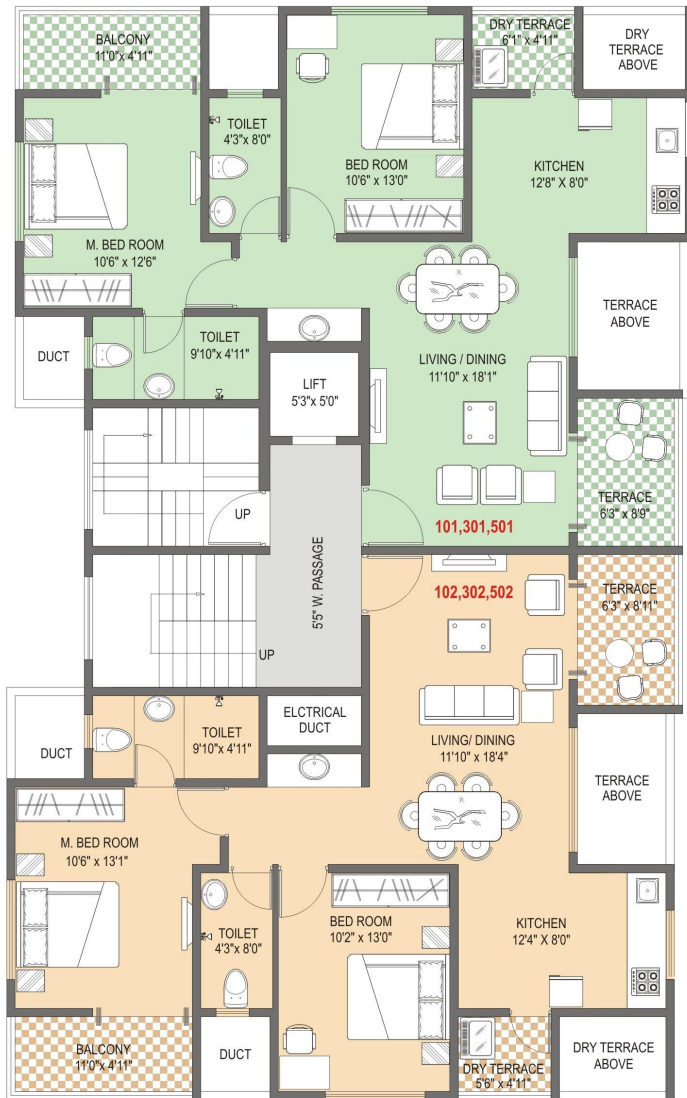 BALCONY
11'0"x 4'11"
DRY TERRACE
6'1" x 4'11"
DRY
TERRACE
ABOVE
TOILET
4'3"x 8'0"
BED ROOM
10'6" x 13'0"
KITCHEN
12'8" X 8'0"
M. BED ROOM
10'6" x 12'6"
TERRACE
ABOVE
DUCT
TOILET
9'10"x 4'11"
LIFT
5'3"x 5'0"
LIVING / DINING
11'10" x 18'1"
TERRACE
6'3" x 8'9"
UP
101,301,501
5'5" W. PASSAGE
102,302,502
TERRACE
6'3" x 8'11"
UP
DUCT
TOILET
9'10"x 4'11"
ELCTRICAL
DUCT
LIVING/ DINING
11'10" x 18'4"
TERRACE
ABOVE
M. BED ROOM
10'6" x 13'1"
TOILET
4'3"x 8'0"
BED ROOM
10'2" x 13'0"
KITCHEN
12'4" X 8'0"
BALCONY
11'0"x 4'11"
DUCT
DRY TERRACE
5'6" x 4'11"
DRY TERRACE
ABOVE